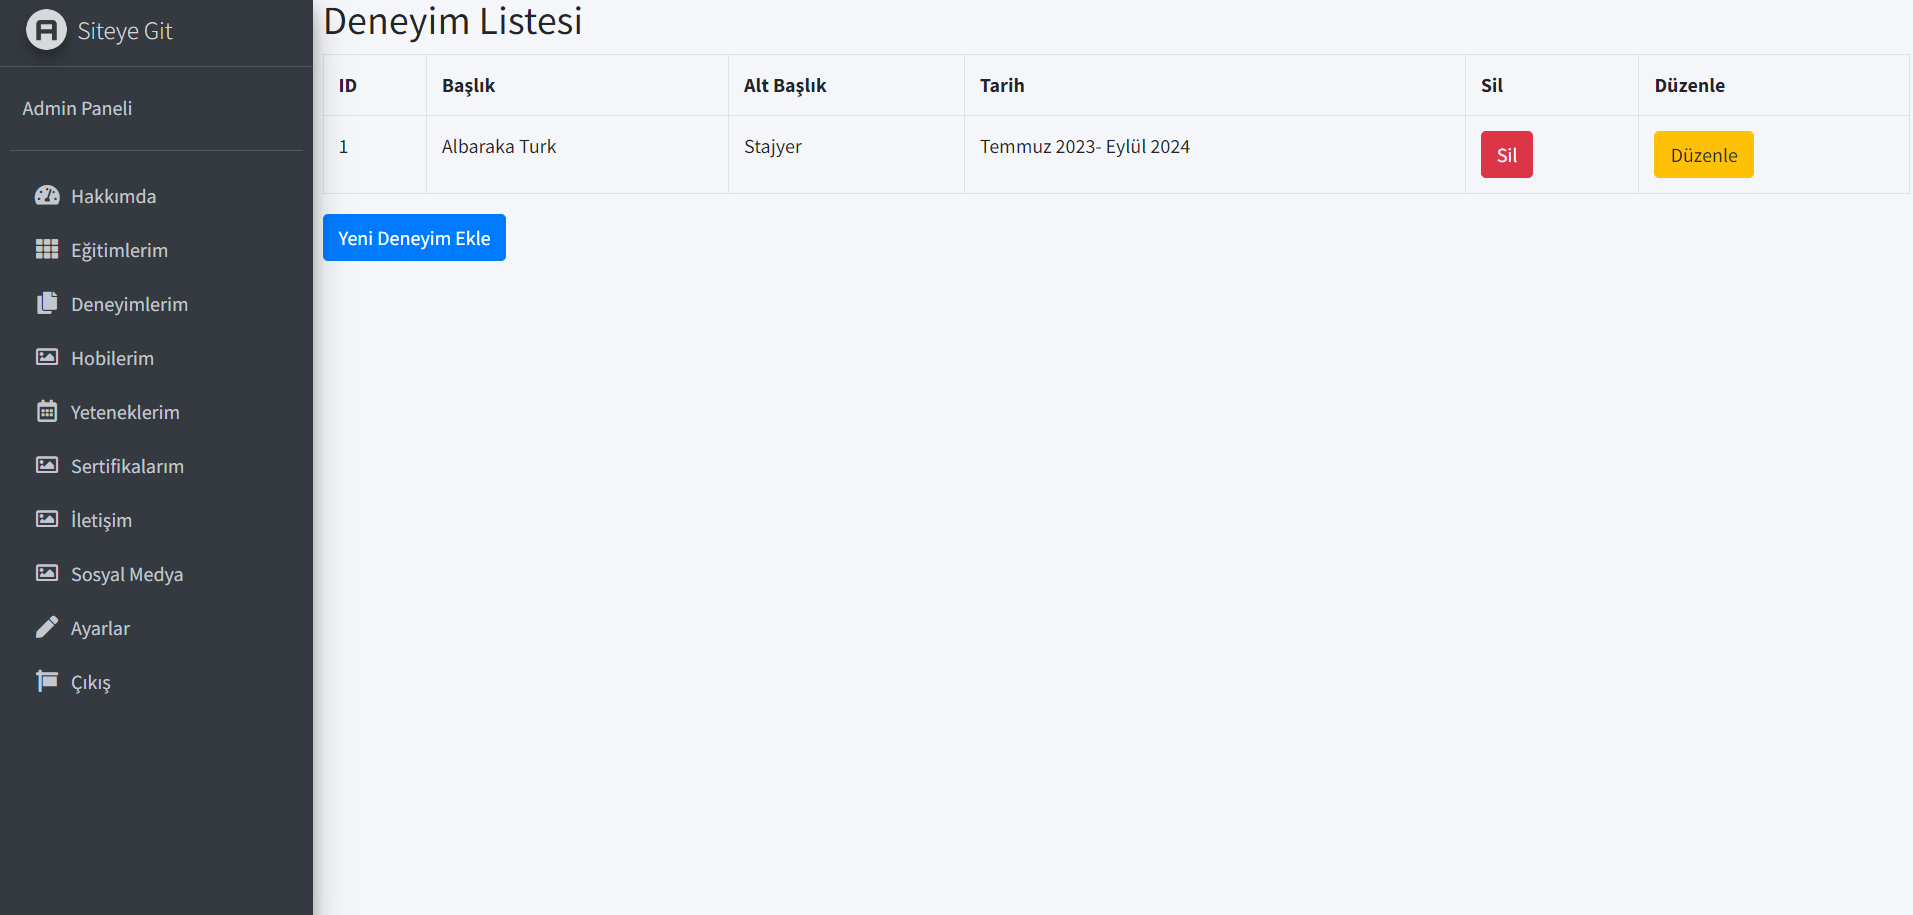 Siteye Git
Admin Paneli
Hakkımda
Eğitimlerim
Deneyimlerim
Hobilerim
Yeteneklerim
Sertifikalarım
İletişim
Sosyal Medya
Ayarlar
Çıkış
Deneyim Listesi
ID Başlık Alt Başlık Tarih Sil Düzenle
1 Albaraka Turk Stajyer Temmuz 2023- Eylül 2024 Sil Düzenle
Yeni Deneyim Ekle